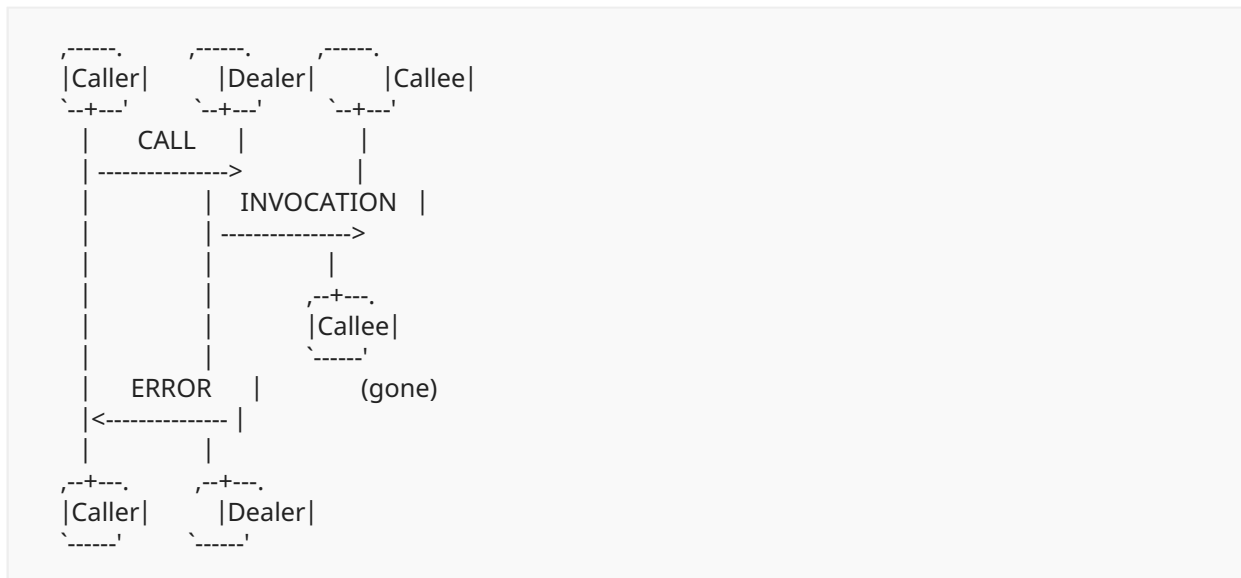 ,------.          ,------.          ,------.
|Caller|          |Dealer|          |Callee|
`--+---'          `--+---'          `--+---'
   |       CALL      |                 |
   | ---------------->                 |
   |                 |    INVOCATION   |
   |                 | ---------------->
   |                 |                 |
   |                 |              ,--+---.
   |                 |              |Callee|
   |                 |              `------'
   |       ERROR      |               (gone)
   |<--------------- |
   |                 |
,--+---.          ,--+---.
|Caller|          |Dealer|
`------'          `------'